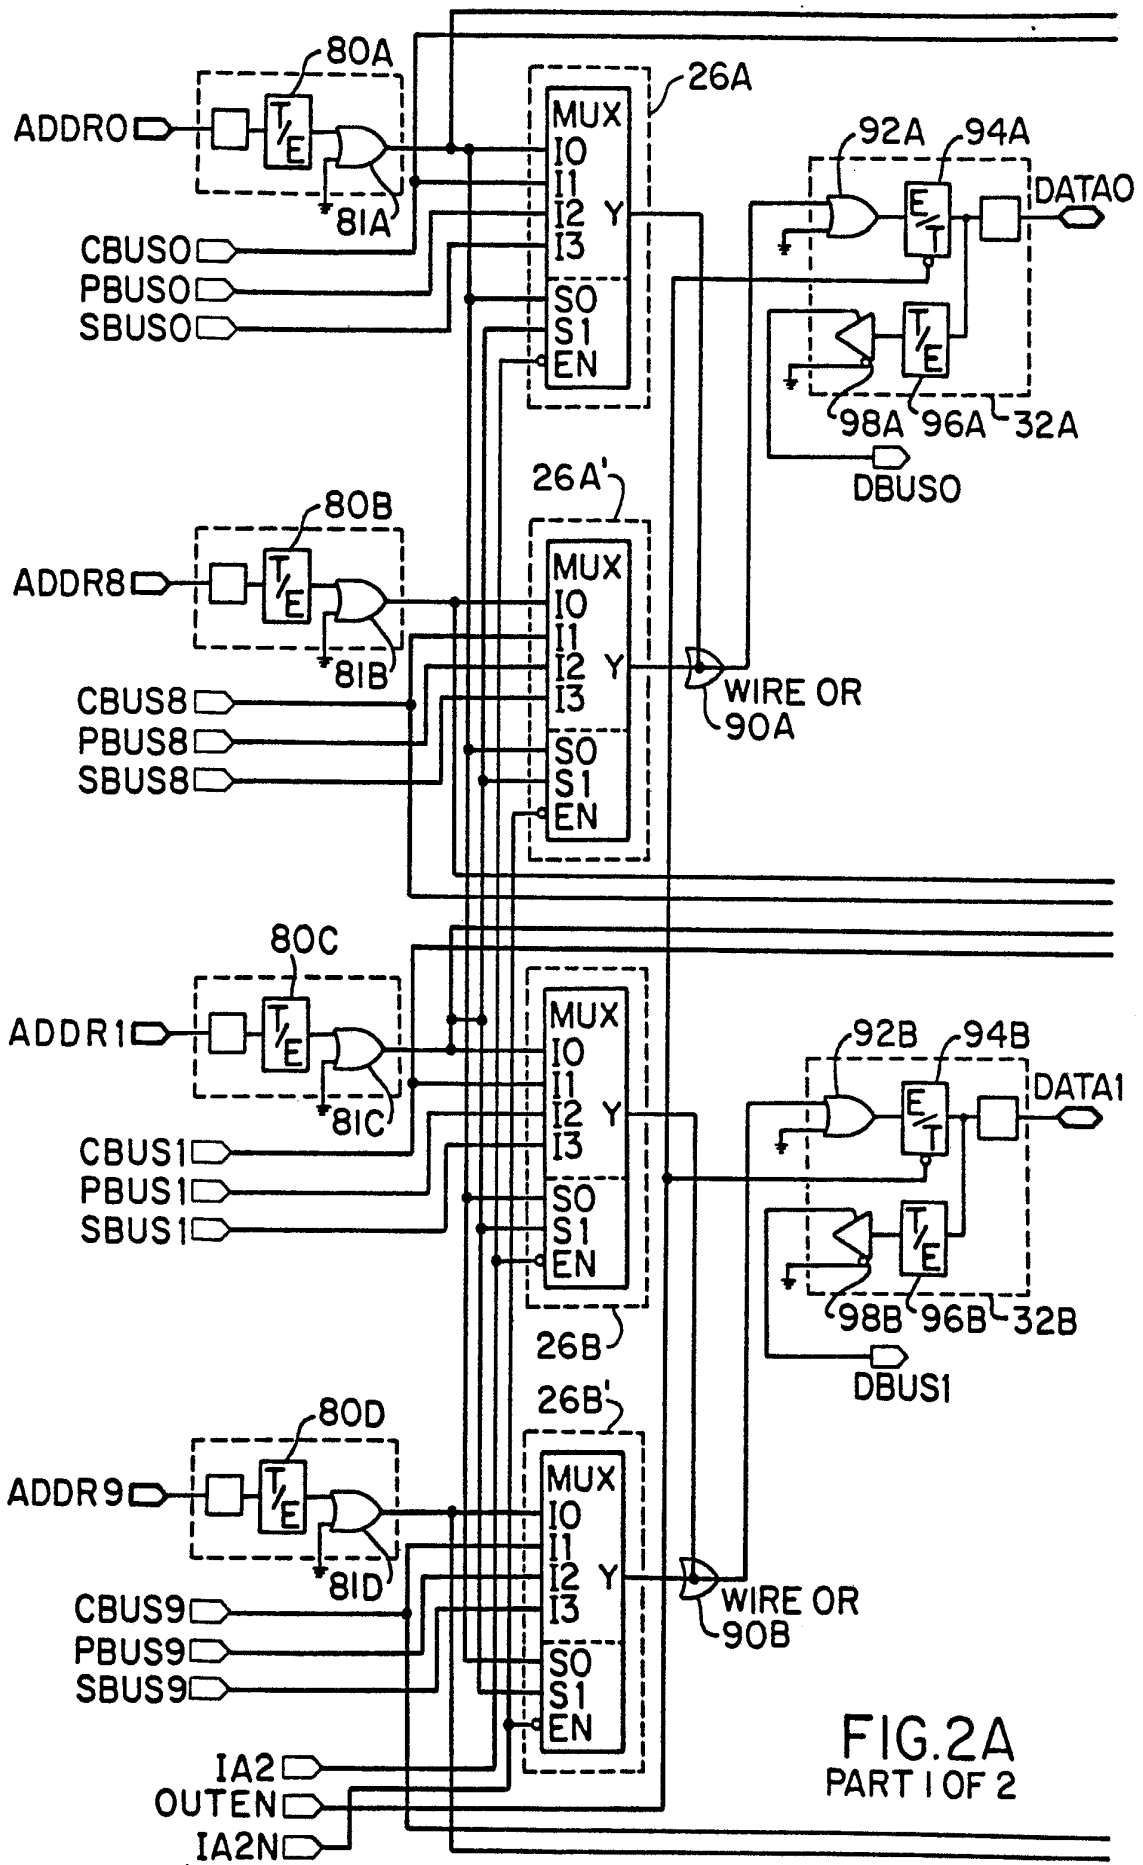 80A
26A
ADDR0
T/E
81A
MUX
I0
I1
I2
I3
Y
S0
S1
EN
92A
94A
DATA0
E/T
T/E
98A
96A
32A
DBUS0
CBUS0
PBUS0
SBUS0
80B
26A'
ADDR8
T/E
81B
MUX
I0
I1
I2
I3
Y
S0
S1
EN
WIRE OR
90A
CBUS8
PBUS8
SBUS8
80C
ADDR1
T/E
81C
MUX
I0
I1
I2
I3
Y
S0
S1
EN
26B
92B
94B
DATA1
E/T
T/E
98B
96B
32B
DBUS1
CBUS1
PBUS1
SBUS1
80D
26B'
ADDR9
T/E
81D
MUX
I0
I1
I2
I3
Y
S0
S1
EN
WIRE OR
90B
CBUS9
PBUS9
SBUS9
IA2
OUTEN
IA2N
FIG.2A
PART 1 OF 2